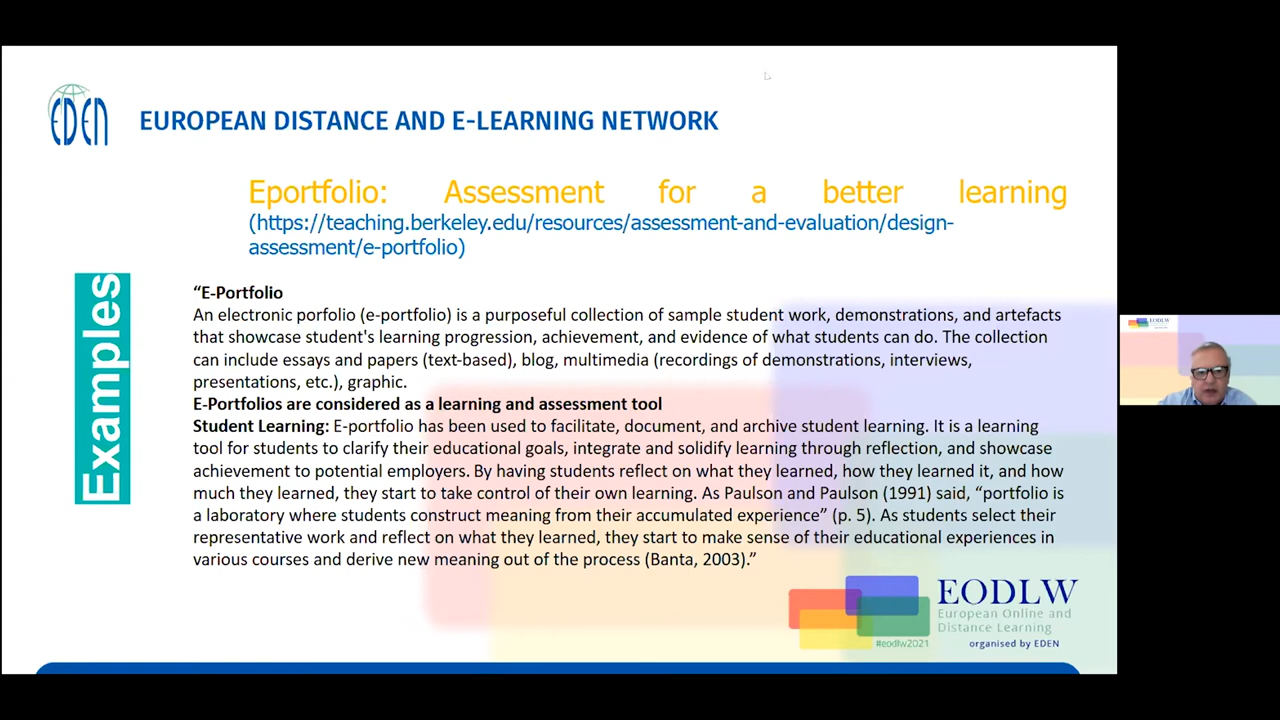 EDEN
EUROPEAN DISTANCE AND E-LEARNING NETWORK
Eportfolio: Assessment for a better learning
(https://teaching.berkeley.edu/resources/assessment-and-evaluation/design-
assessment/e-portfolio)
Examples
“E-Portfolio
An electronic porfolio (e-portfolio) is a purposeful collection of sample student work, demonstrations, and artefacts
that showcase student's learning progression, achievement, and evidence of what students can do. The collection
can include essays and papers (text-based), blog, multimedia (recordings of demonstrations, interviews,
presentations, etc.), graphic.
E-Portfolios are considered as a learning and assessment tool
Student Learning: E-portfolio has been used to facilitate, document, and archive student learning. It is a learning
tool for students to clarify their educational goals, integrate and solidify learning through reflection, and showcase
achievement to potential employers. By having students reflect on what they learned, how they learned it, and how
much they learned, they start to take control of their own learning. As Paulson and Paulson (1991) said, “portfolio is
a laboratory where students construct meaning from their accumulated experience” (p. 5). As students select their
representative work and reflect on what they learned, they start to make sense of their educational experiences in
various courses and derive new meaning out of the process (Banta, 2003).”
EODLW
European Online and
Distance Learning
#eodlw2021
organised by EDEN
EODLW